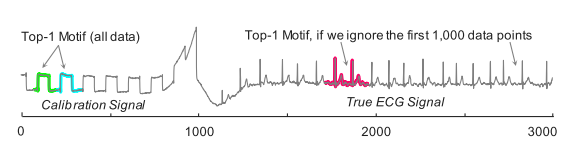 Top-1 Motif (all data)
Top-1 Motif, if we ignore the first 1,000 data points
Calibration Signal
True ECG Signal
0
1000
2000
3000